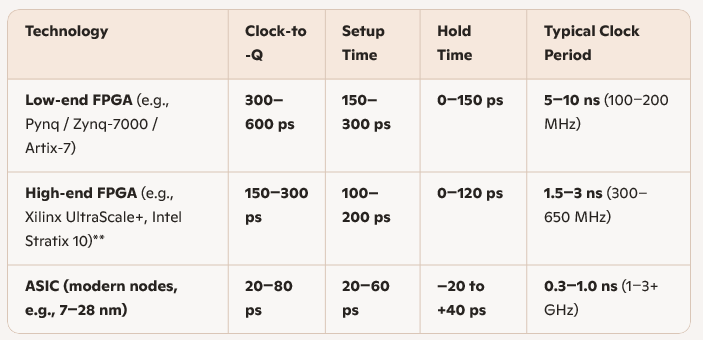 Technology
Clock-to
-Q
Setup
Time
Hold
Time
Typical Clock
Period
Low-end FPGA (e.g.,
Pynq / Zynq-7000 /
Artix-7)
300–
600 ps
150–
300 ps
0–150 ps
5–10 ns (100–200
MHz)
High-end FPGA (e.g.,
Xilinx UltraScale+, Intel
Stratix 10)**
150–300
ps
100–
200 ps
0–120 ps
1.5–3 ns (300–
650 MHz)
ASIC (modern nodes,
e.g., 7–28 nm)
20–80
ps
20–60
ps
−20 to
+40 ps
0.3–1.0 ns (1–3+
GHz)